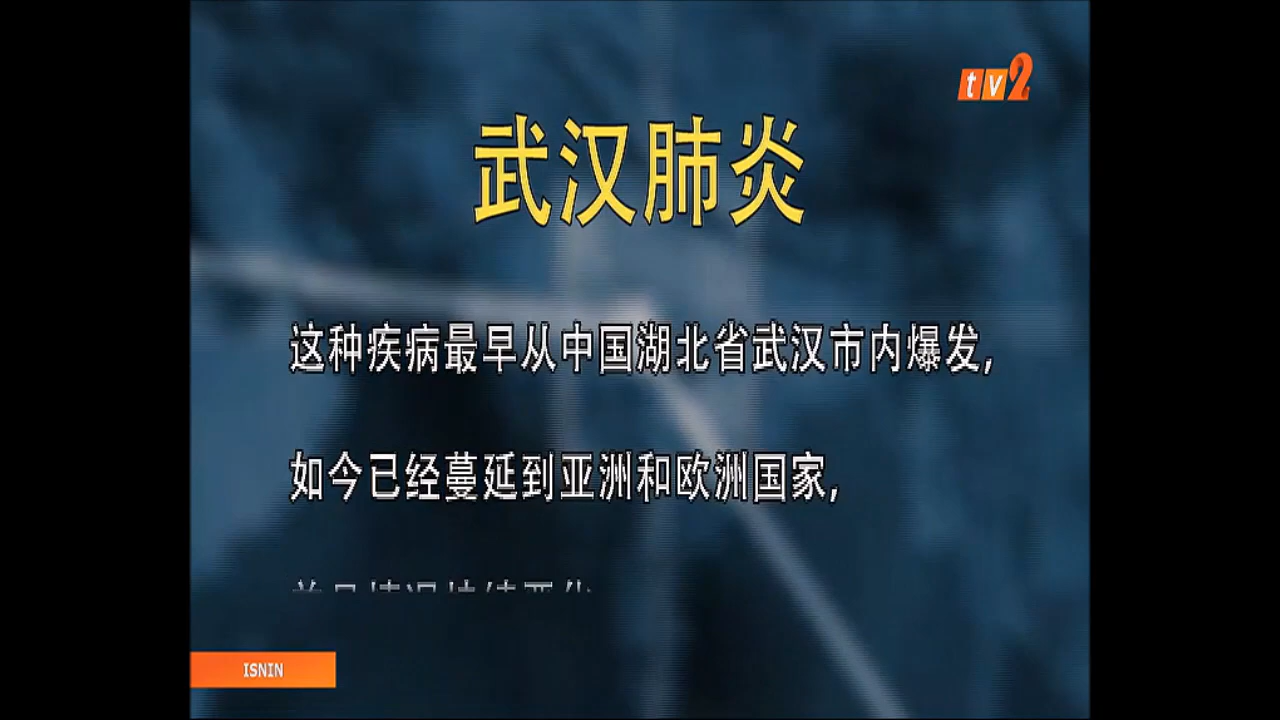 tv2
武汉肺炎
这种疾病最早从中国湖北省武汉市内爆发,
如今已经蔓延到亚洲和欧洲国家,
ISNIN